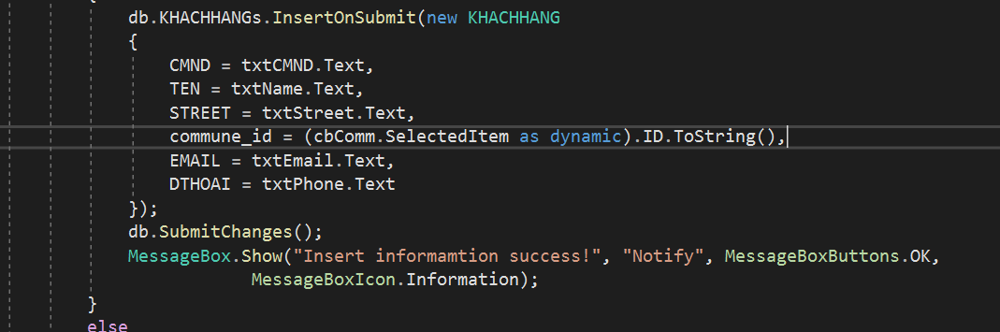 {
db.KHACHHANGs.InsertOnSubmit(new KHACHHANG
{
CMND = txtCMND.Text,
TEN = txtName.Text,
STREET = txtStreet.Text,
commune_id = (cbComm.SelectedItem as dynamic).ID.ToString(),
EMAIL = txtEmail.Text,
DTHOAI = txtPhone.Text
});
db.SubmitChanges();
MessageBox.Show("Insert informamtion success!", "Notify", MessageBoxButtons.OK,
MessageBoxIcon.Information);
}
else